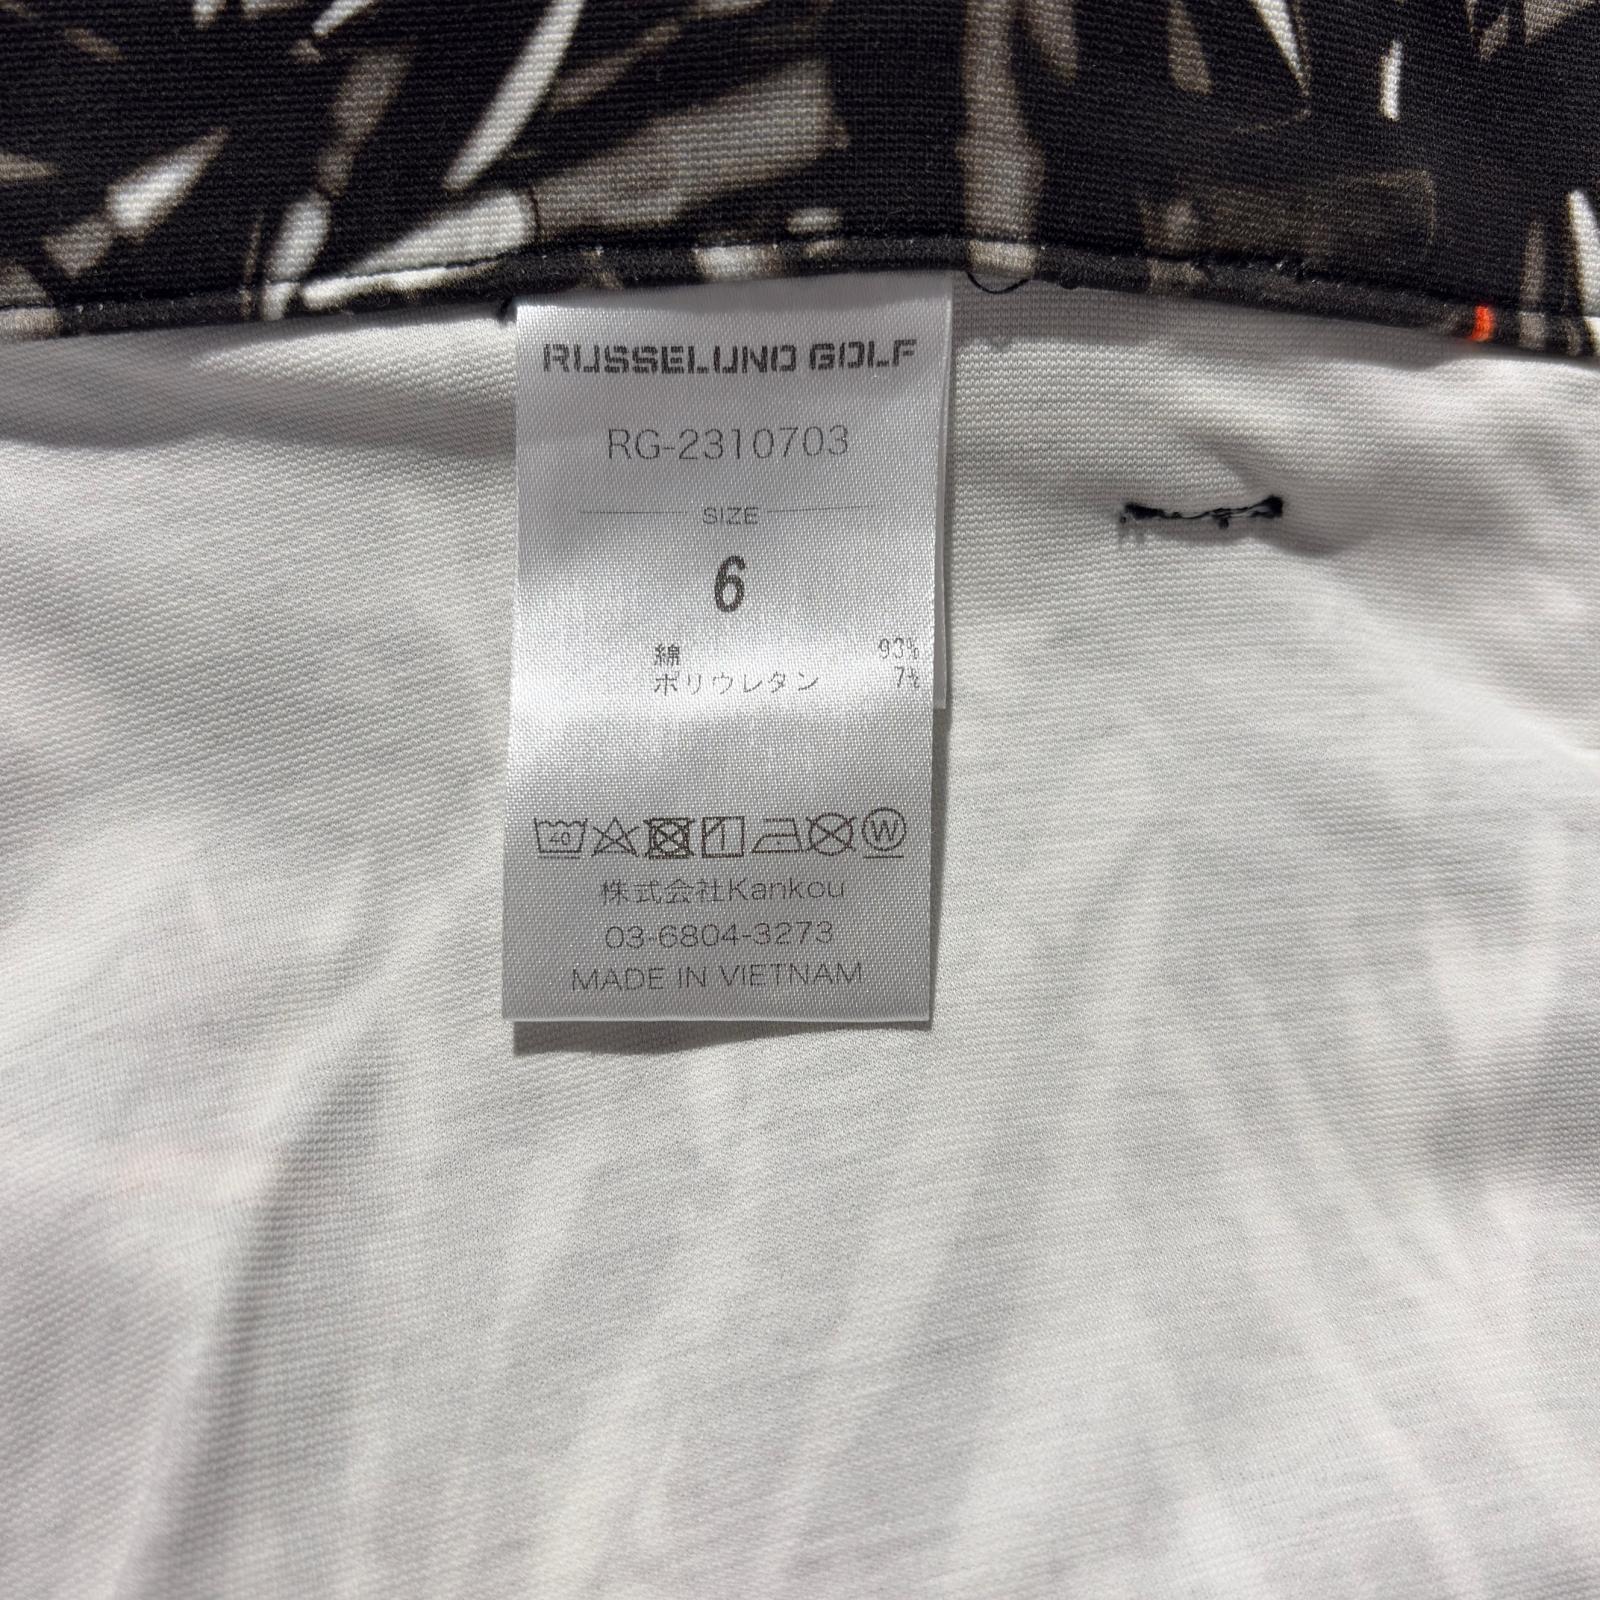 RUSSELUNO GOLF
RG-2310703
SIZE
6
綿 93%
ポリウレタン 7%
40 W
株式会社Kankou
03-6804-3273
MADE IN VIETNAM